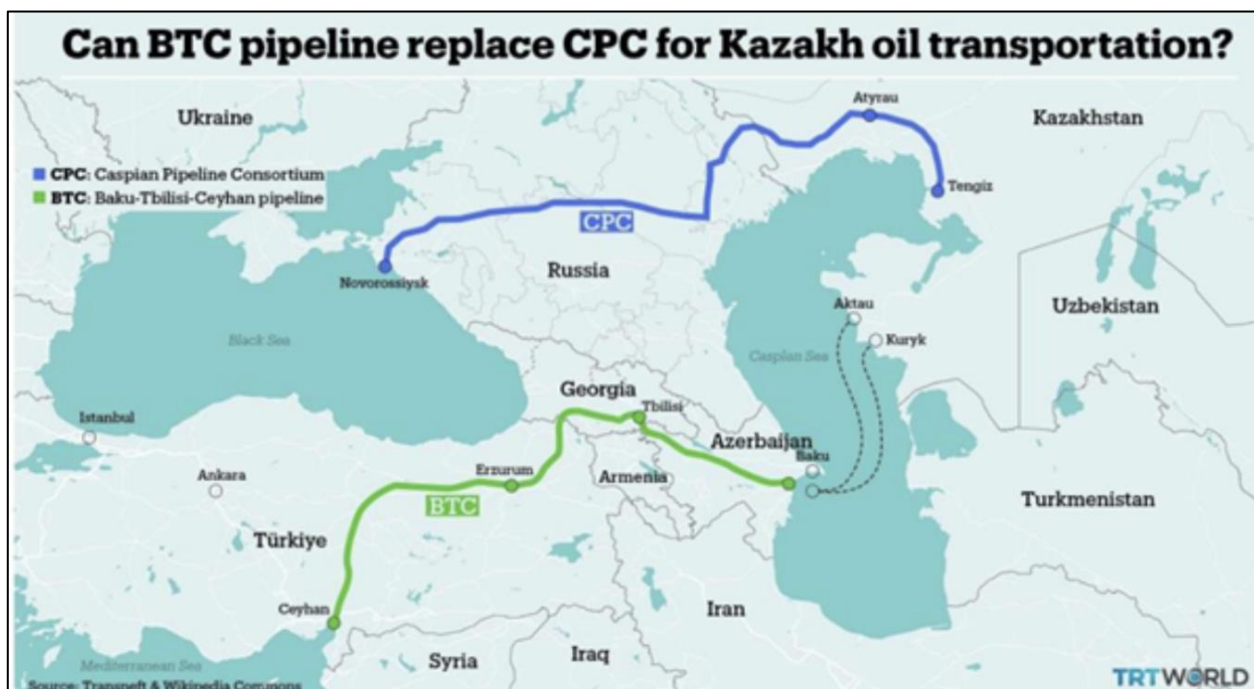 Can BTC pipeline replace CPC for Kazakh oil transportation?
Ukraine
Atyrau
Kazakhstan
CPC: Caspian Pipeline Consortium
BTC: Baku-Tbilisi-Ceyhan pipeline
Tengiz
CPC
Russia
Novorossiysk
Uzbekistan
Aktau
Black Sea
Caspian Sea
Kuryk
Georgia
Tbilisi
Istanbul
Azerbaijan
Baku
Ankara
Erzurum
Armenia
BTC
Turkmenistan
Türkiye
Ceyhan
Iran
Mediterranean Sea
Syria
Iraq
Source: Transneft & Wikipedia Commons
TRTWORLD